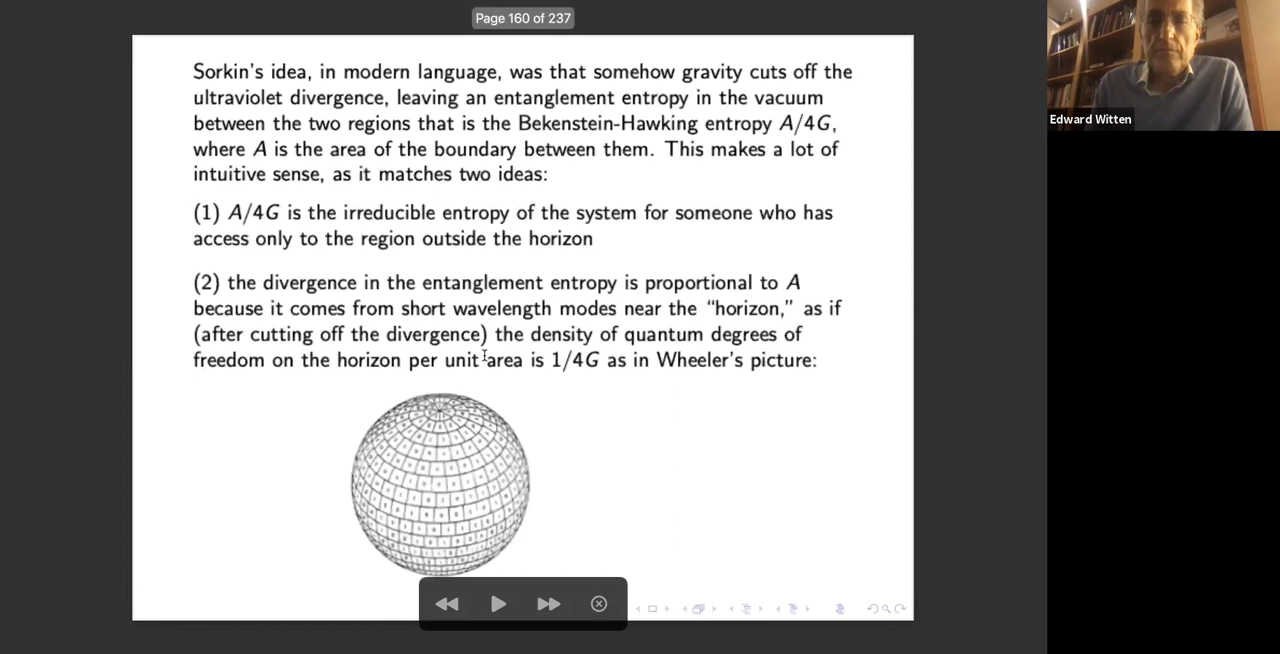 Page 160 of 237
Sorkin's idea, in modern language, was that somehow gravity cuts off the
ultraviolet divergence, leaving an entanglement entropy in the vacuum
between the two regions that is the Bekenstein-Hawking entropy A/4G,
where A is the area of the boundary between them. This makes a lot of
intuitive sense, as it matches two ideas:
(1) A/4G is the irreducible entropy of the system for someone who has
access only to the region outside the horizon
(2) the divergence in the entanglement entropy is proportional to A
because it comes from short wavelength modes near the “horizon,” as if
(after cutting off the divergence) the density of quantum degrees of
freedom on the horizon per unit area is 1/4G as in Wheeler's picture:
Edward Witten